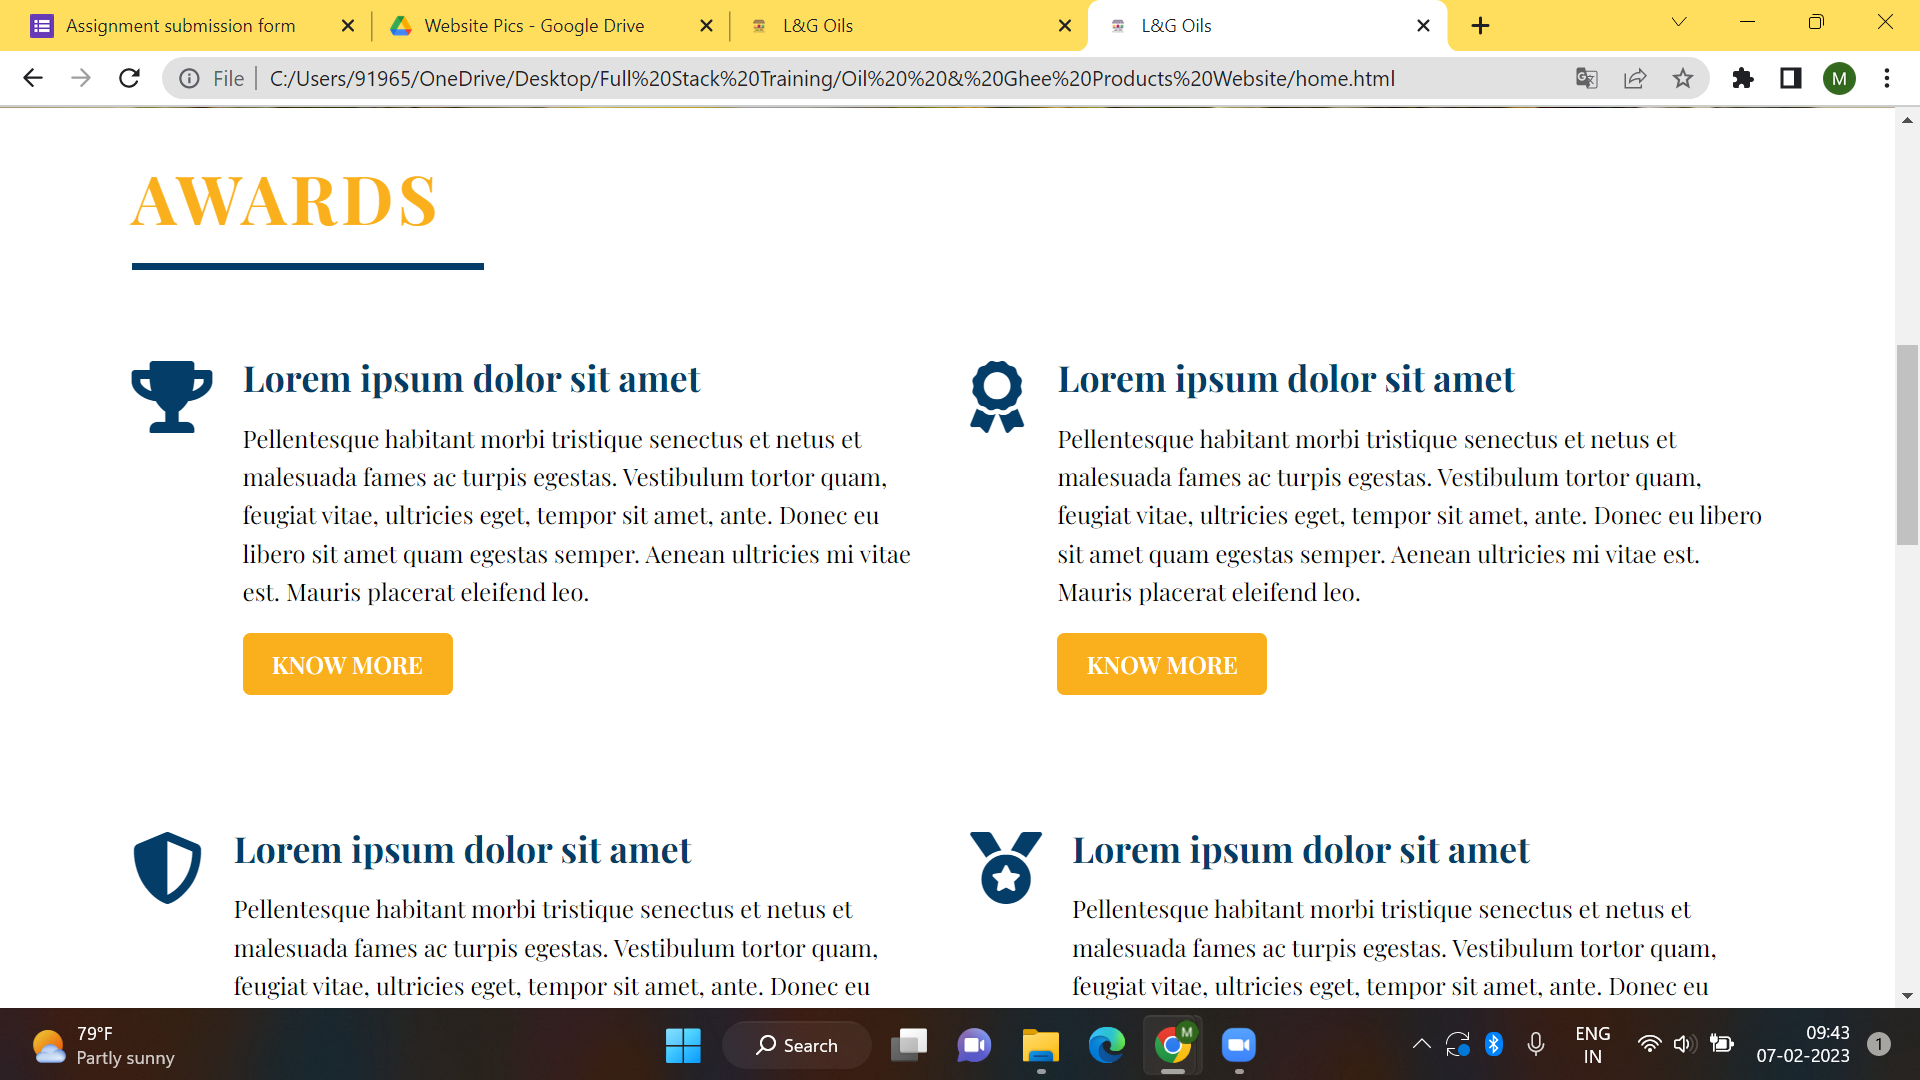 Assignment submission form
Website Pics - Google Drive
L&G Oils
L&G Oils
File
C:/Users/91965/OneDrive/Desktop/Full%20Stack%20Training/Oil%20%20&%20Ghee%20Products%20Website/home.html
M
AWARDS
Lorem ipsum dolor sit amet
Pellentesque habitant morbi tristique senectus et netus et
malesuada fames ac turpis egestas. Vestibulum tortor quam,
feugiat vitae, ultricies eget, tempor sit amet, ante. Donec eu
libero sit amet quam egestas semper. Aenean ultricies mi vitae
est. Mauris placerat eleifend leo.
KNOW MORE
Lorem ipsum dolor sit amet
Pellentesque habitant morbi tristique senectus et netus et
malesuada fames ac turpis egestas. Vestibulum tortor quam,
feugiat vitae, ultricies eget, tempor sit amet, ante. Donec eu libero
sit amet quam egestas semper. Aenean ultricies mi vitae est.
Mauris placerat eleifend leo.
KNOW MORE
Lorem ipsum dolor sit amet
Pellentesque habitant morbi tristique senectus et netus et
malesuada fames ac turpis egestas. Vestibulum tortor quam,
feugiat vitae, ultricies eget, tempor sit amet, ante. Donec eu
Lorem ipsum dolor sit amet
Pellentesque habitant morbi tristique senectus et netus et
malesuada fames ac turpis egestas. Vestibulum tortor quam,
feugiat vitae, ultricies eget, tempor sit amet, ante. Donec eu
79°F
Partly sunny
Search
M
ENG
IN
09:43
07-02-2023
1